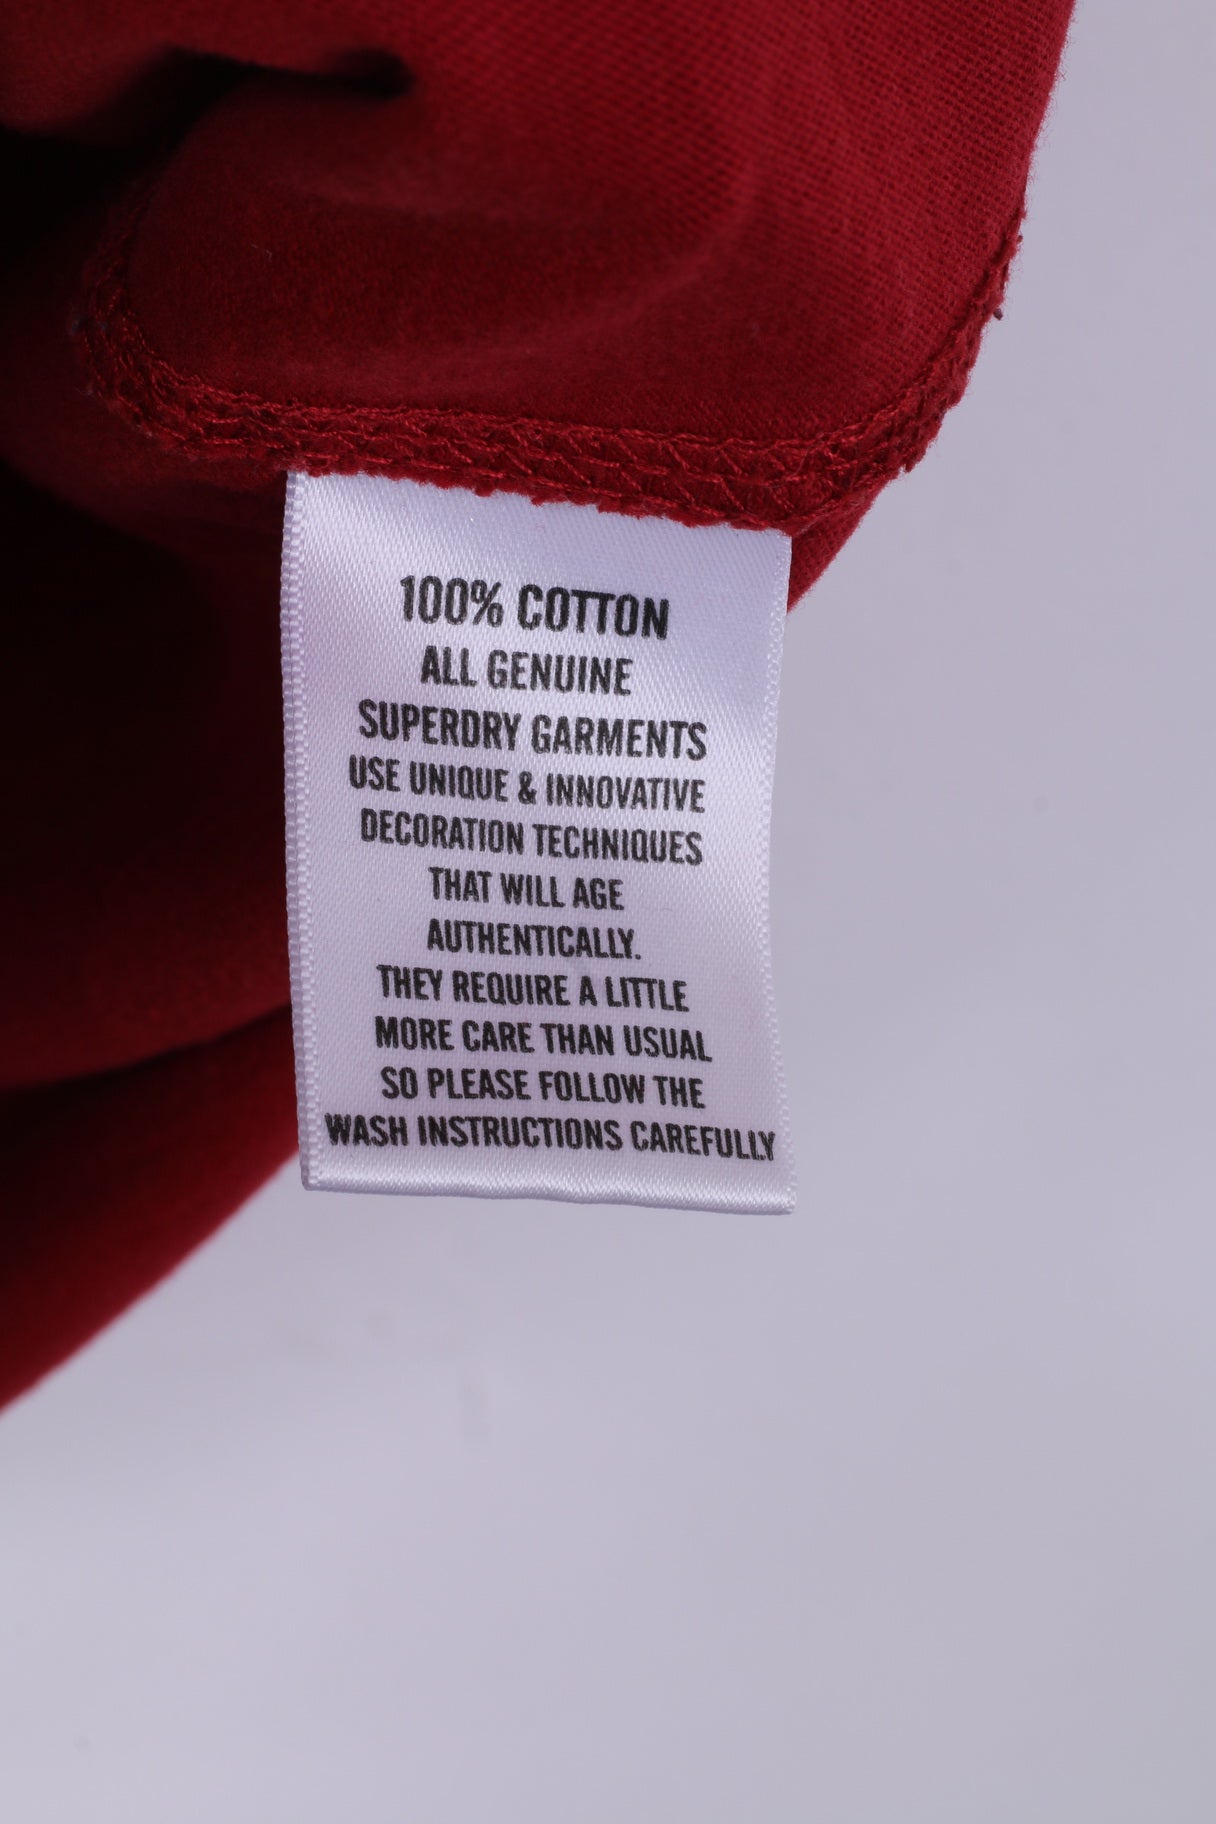 100% COTTON
ALL GENUINE
SUPERDRY GARMENTS
USE UNIQUE & INNOVATIVE
DECORATION TECHNIQUES
THAT WILL AGE
AUTHENTICALLY.
THEY REQUIRE A LITTLE
MORE CARE THAN USUAL
SO PLEASE FOLLOW THE
WASH INSTRUCTIONS CAREFULLY